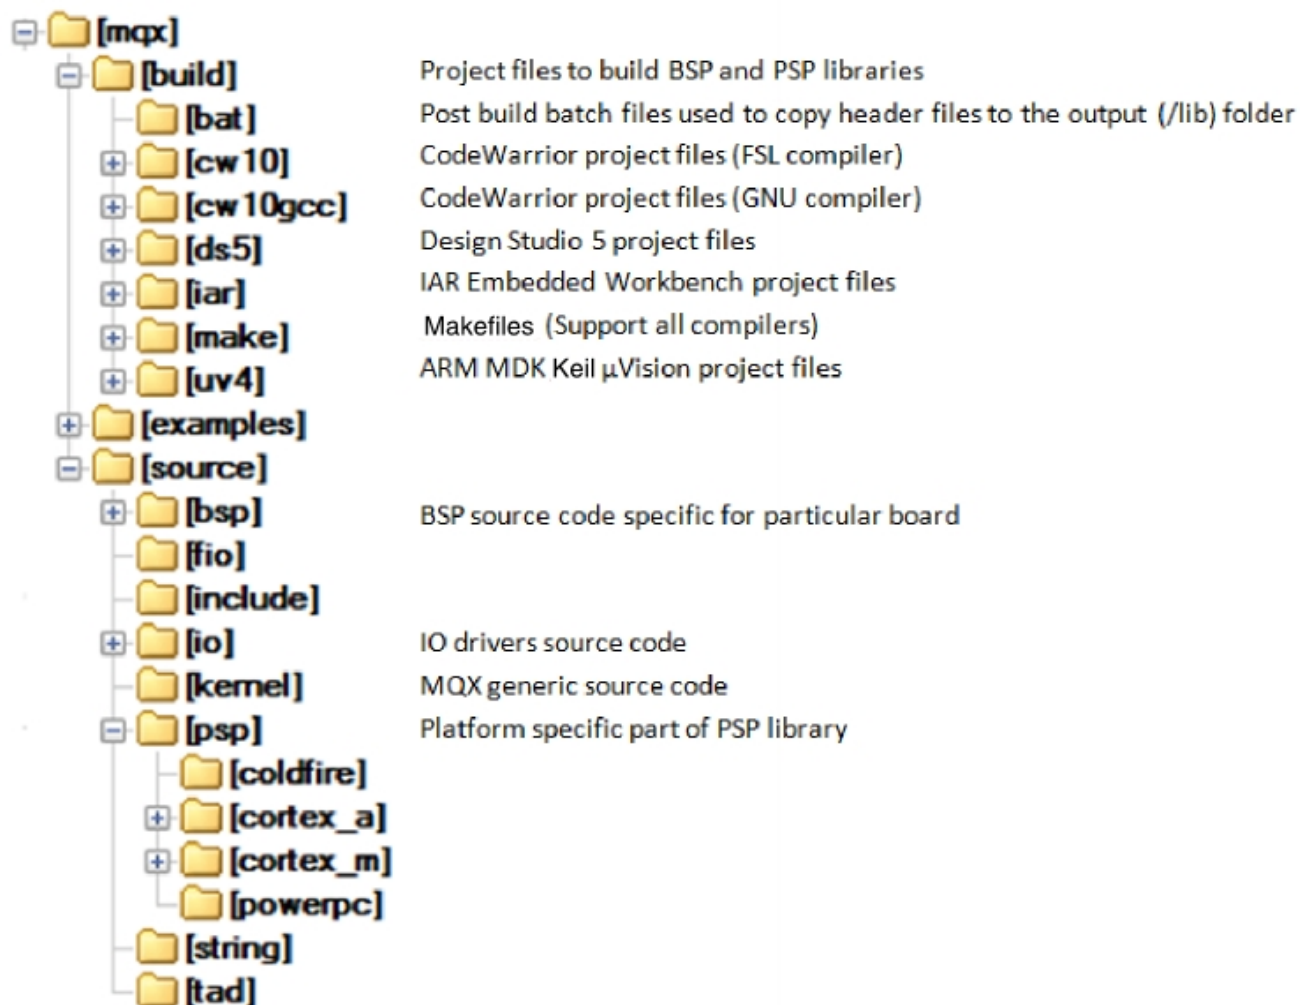 [mqx]
[build] Project files to build BSP and PSP libraries
[bat] Post build batch files used to copy header files to the output (/lib) folder
[cw10] CodeWarrior project files (FSL compiler)
[cw10gcc] CodeWarrior project files (GNU compiler)
[ds5] Design Studio 5 project files
[iar] IAR Embedded Workbench project files
[make] Makefiles (Support all compilers)
[uv4] ARM MDK Keil µVision project files
[examples]
[source]
[bsp] BSP source code specific for particular board
[fio]
[include]
[io] IO drivers source code
[kernel] MQX generic source code
[psp] Platform specific part of PSP library
[coldfire]
[cortex_a]
[cortex_m]
[powerpc]
[string]
[tad]